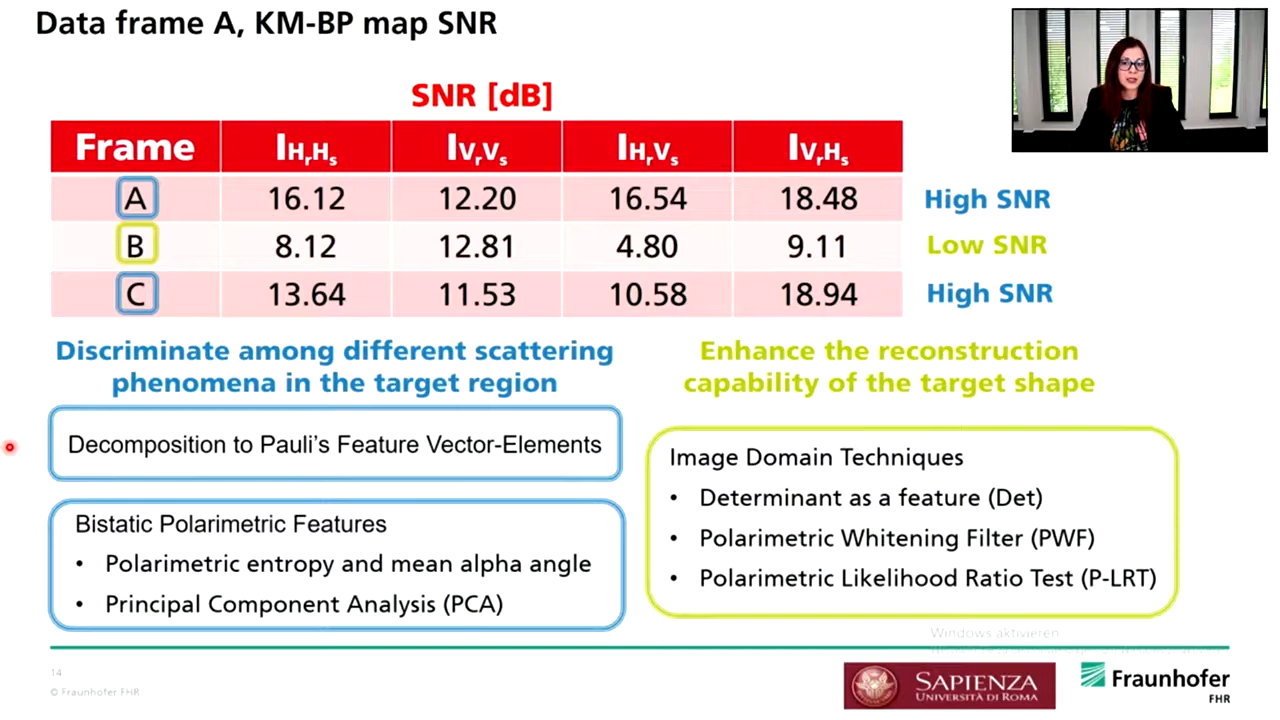 Data frame A, KM-BP map SNR
SNR [dB]
Frame IHrHs IVrVs IHrVs IVrHs
A 16.12 12.20 16.54 18.48 High SNR
B 8.12 12.81 4.80 9.11 Low SNR
C 13.64 11.53 10.58 18.94 High SNR
Discriminate among different scattering
phenomena in the target region
Enhance the reconstruction
capability of the target shape
Decomposition to Pauli's Feature Vector-Elements
Bistatic Polarimetric Features
• Polarimetric entropy and mean alpha angle
• Principal Component Analysis (PCA)
Image Domain Techniques
• Determinant as a feature (Det)
• Polarimetric Whitening Filter (PWF)
• Polarimetric Likelihood Ratio Test (P-LRT)
Windows aktivieren
14
© Fraunhofer FHR
SAPIENZA
UNIVERSITÀ DI ROMA
Fraunhofer
FHR